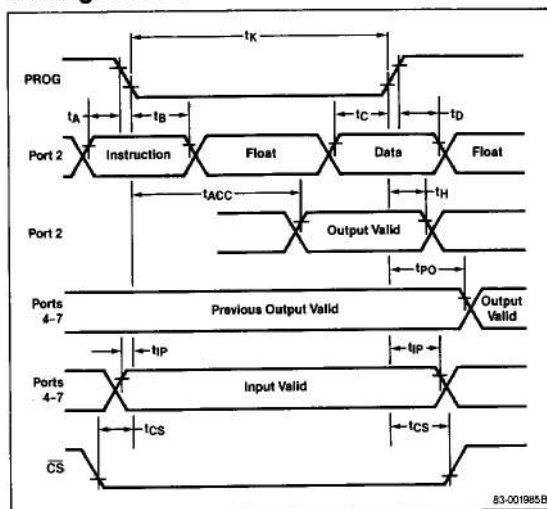 tK
PROG
tA
tB
tC
tD
Port 2
Instruction
Float
Data
Float
tACC
tH
Port 2
Output Valid
tPO
Ports
4–7
Previous Output Valid
Output
Valid
tIP
tIP
Ports
4–7
Input Valid
tCS
tCS
CS
83-001985B